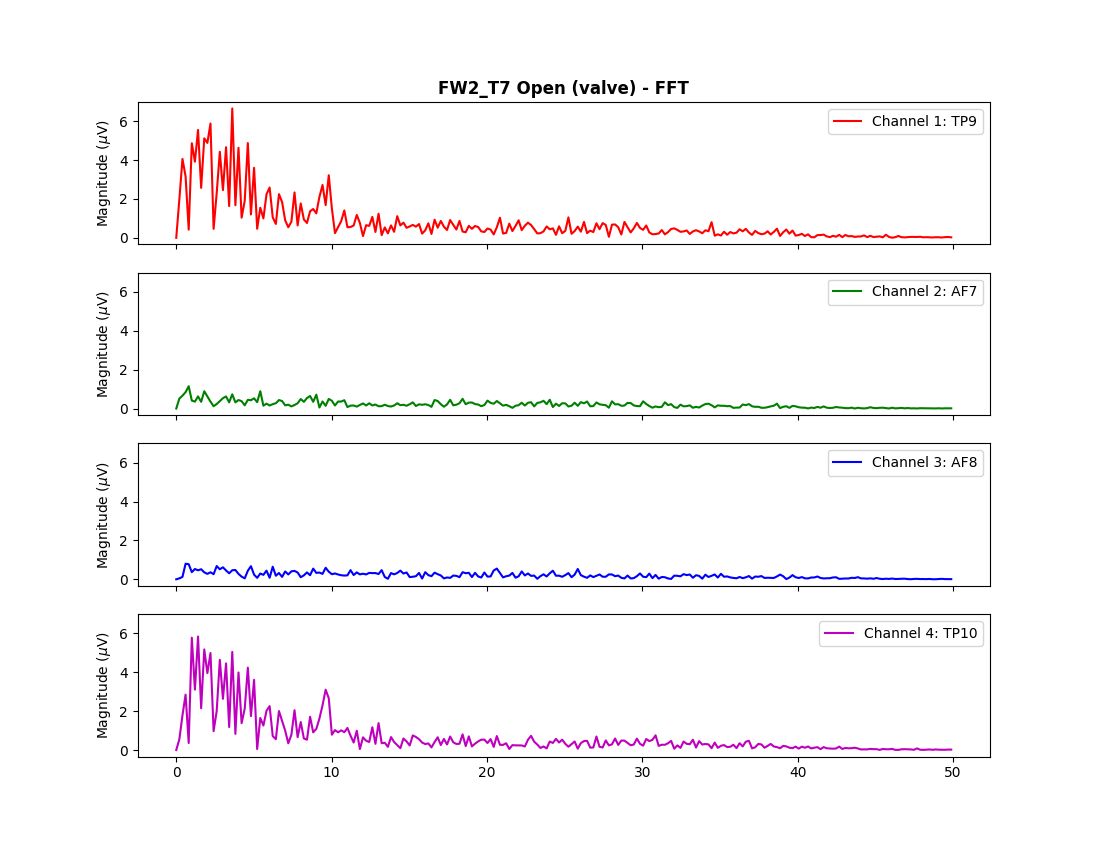 FW2_T7 Open (valve) - FFT
Magnitude (μV)
6
4
2
0
Channel 1: TP9
Magnitude (μV)
6
4
2
0
Channel 2: AF7
Magnitude (μV)
6
4
2
0
Channel 3: AF8
Magnitude (μV)
6
4
2
0
Channel 4: TP10
0 10 20 30 40 50